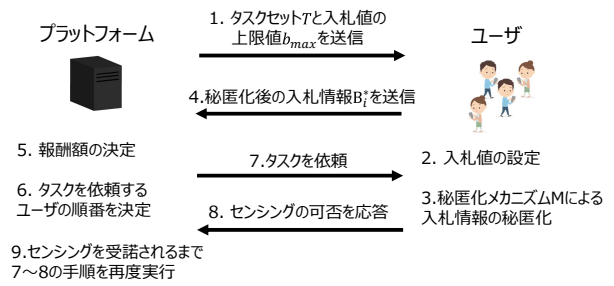 プラットフォーム
1. タスクセットTと入札値の
上限値b_maxを送信
ユーザ
4.秘匿化後の入札情報B_i^*を送信
5. 報酬額の決定
7.タスクを依頼
2. 入札値の設定
6. タスクを依頼する
ユーザの順番を決定
3.秘匿化メカニズムMによる
入札情報の秘匿化
8. センシングの可否を応答
9.センシングを受諾されるまで
7～8の手順を再度実行